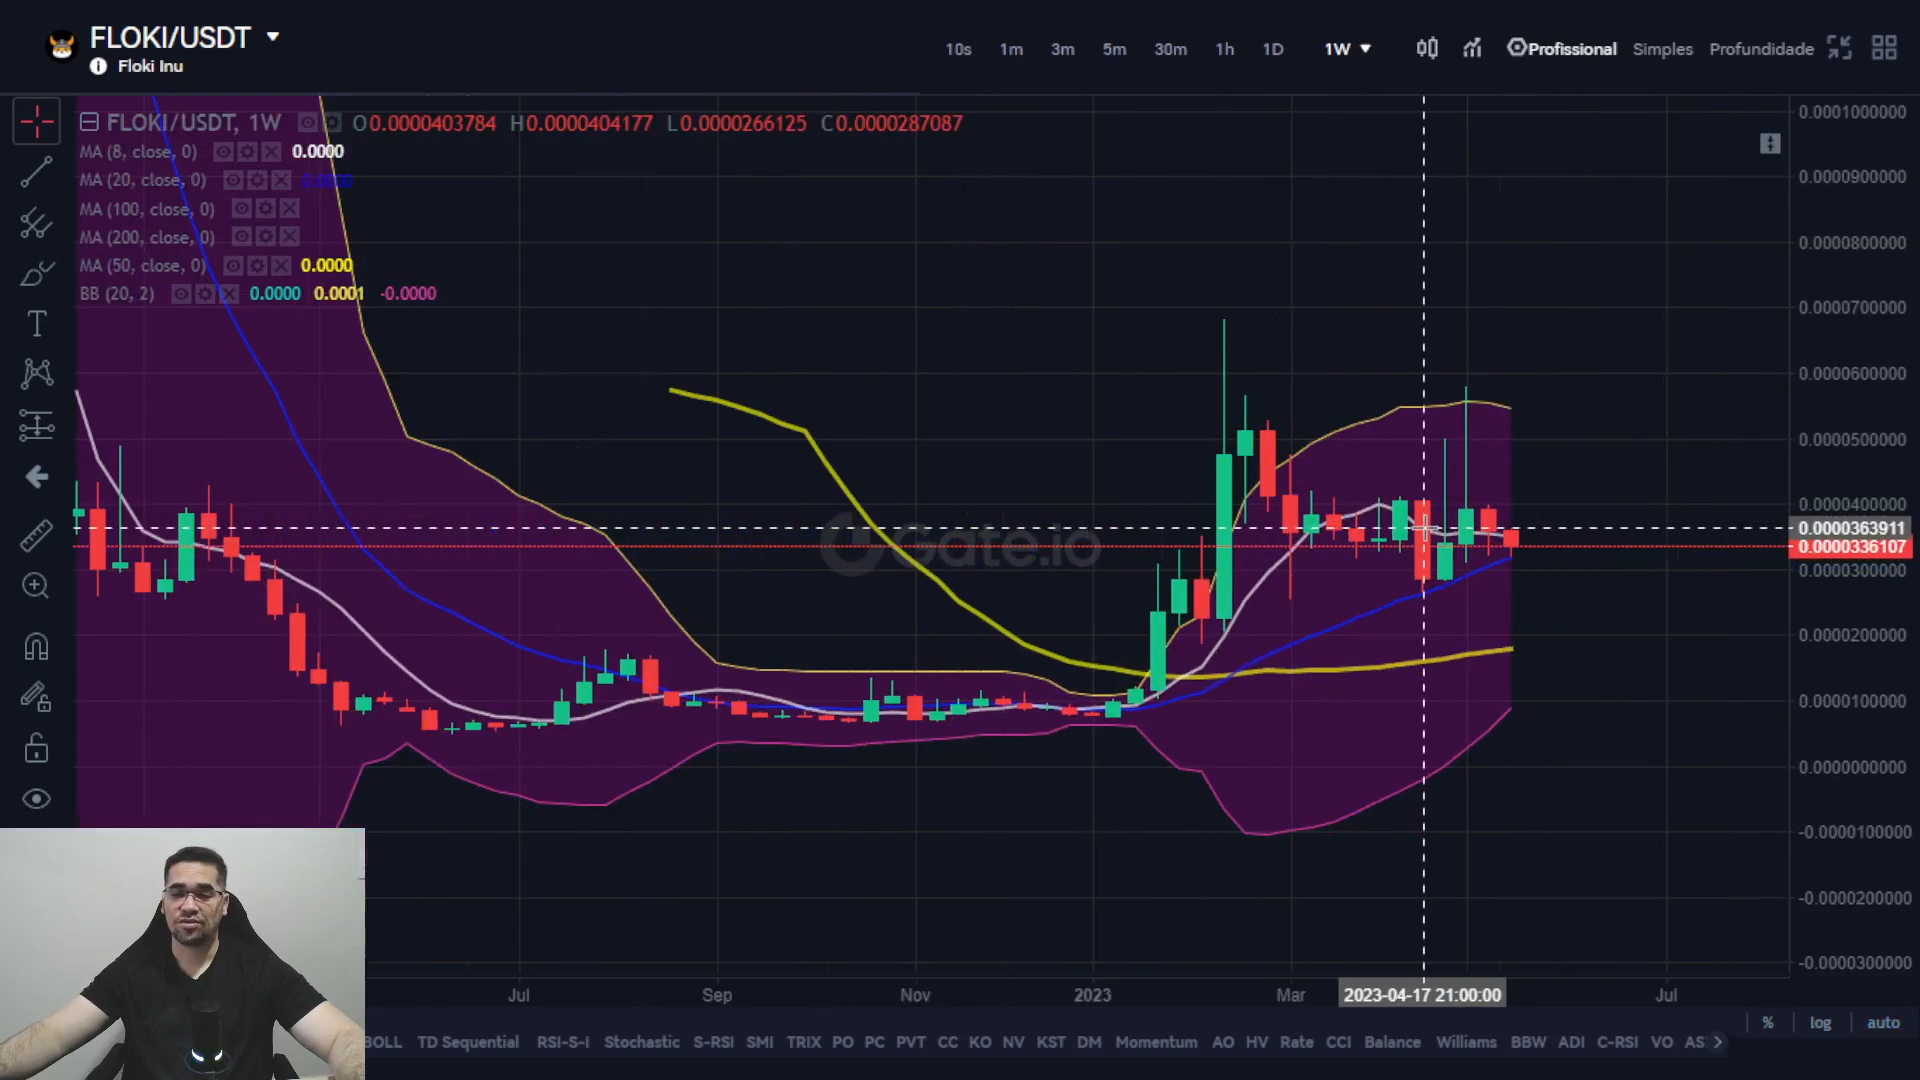 FLOKI/USDT
Floki Inu
10s 1m 3m 5m 30m 1h 1D 1W Profissional Simples Profundidade
FLOKI/USDT, 1W O0.0000403784 H0.0000404177 L0.0000266125 C0.0000287087
MA (8, close, 0) 0.0000
MA (20, close, 0) 0.0000
MA (100, close, 0)
MA (200, close, 0)
MA (50, close, 0) 0.0000
BB (20, 2) 0.0000 0.0001 -0.0000
0.0001000000
0.0000900000
0.0000800000
0.0000700000
0.0000600000
0.0000500000
0.0000400000
0.0000363911
0.0000336107
0.0000300000
0.0000200000
0.0000100000
0.0000000000
-0.0000100000
-0.0000200000
-0.0000300000
Gate.io
Jul Sep Nov 2023 Mar 2023-04-17 21:00:00 Jul
% log auto
BOLL TD Sequential RSI-S-I Stochastic S-RSI SMI TRIX PO PC PVT CC KO NV KST DM Momentum AO HV Rate CCI Balance Williams BBW ADI C-RSI VO AS